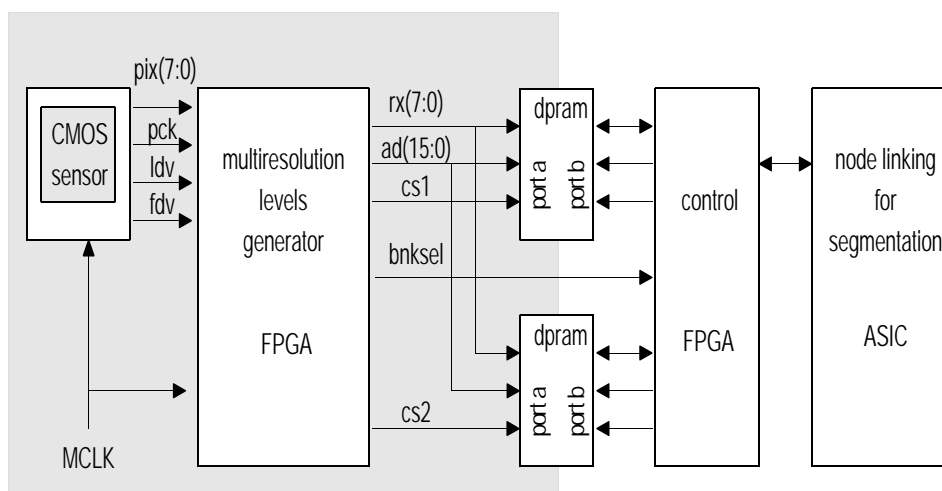 pix(7:0)
pck
ldv
fdv
CMOS
sensor
MCLK
multiresolution
levels
generator
FPGA
rx(7:0)
ad(15:0)
cs1
bnksel
cs2
dpram
port a
port b
dpram
port a
port b
control
FPGA
node linking
for
segmentation
ASIC